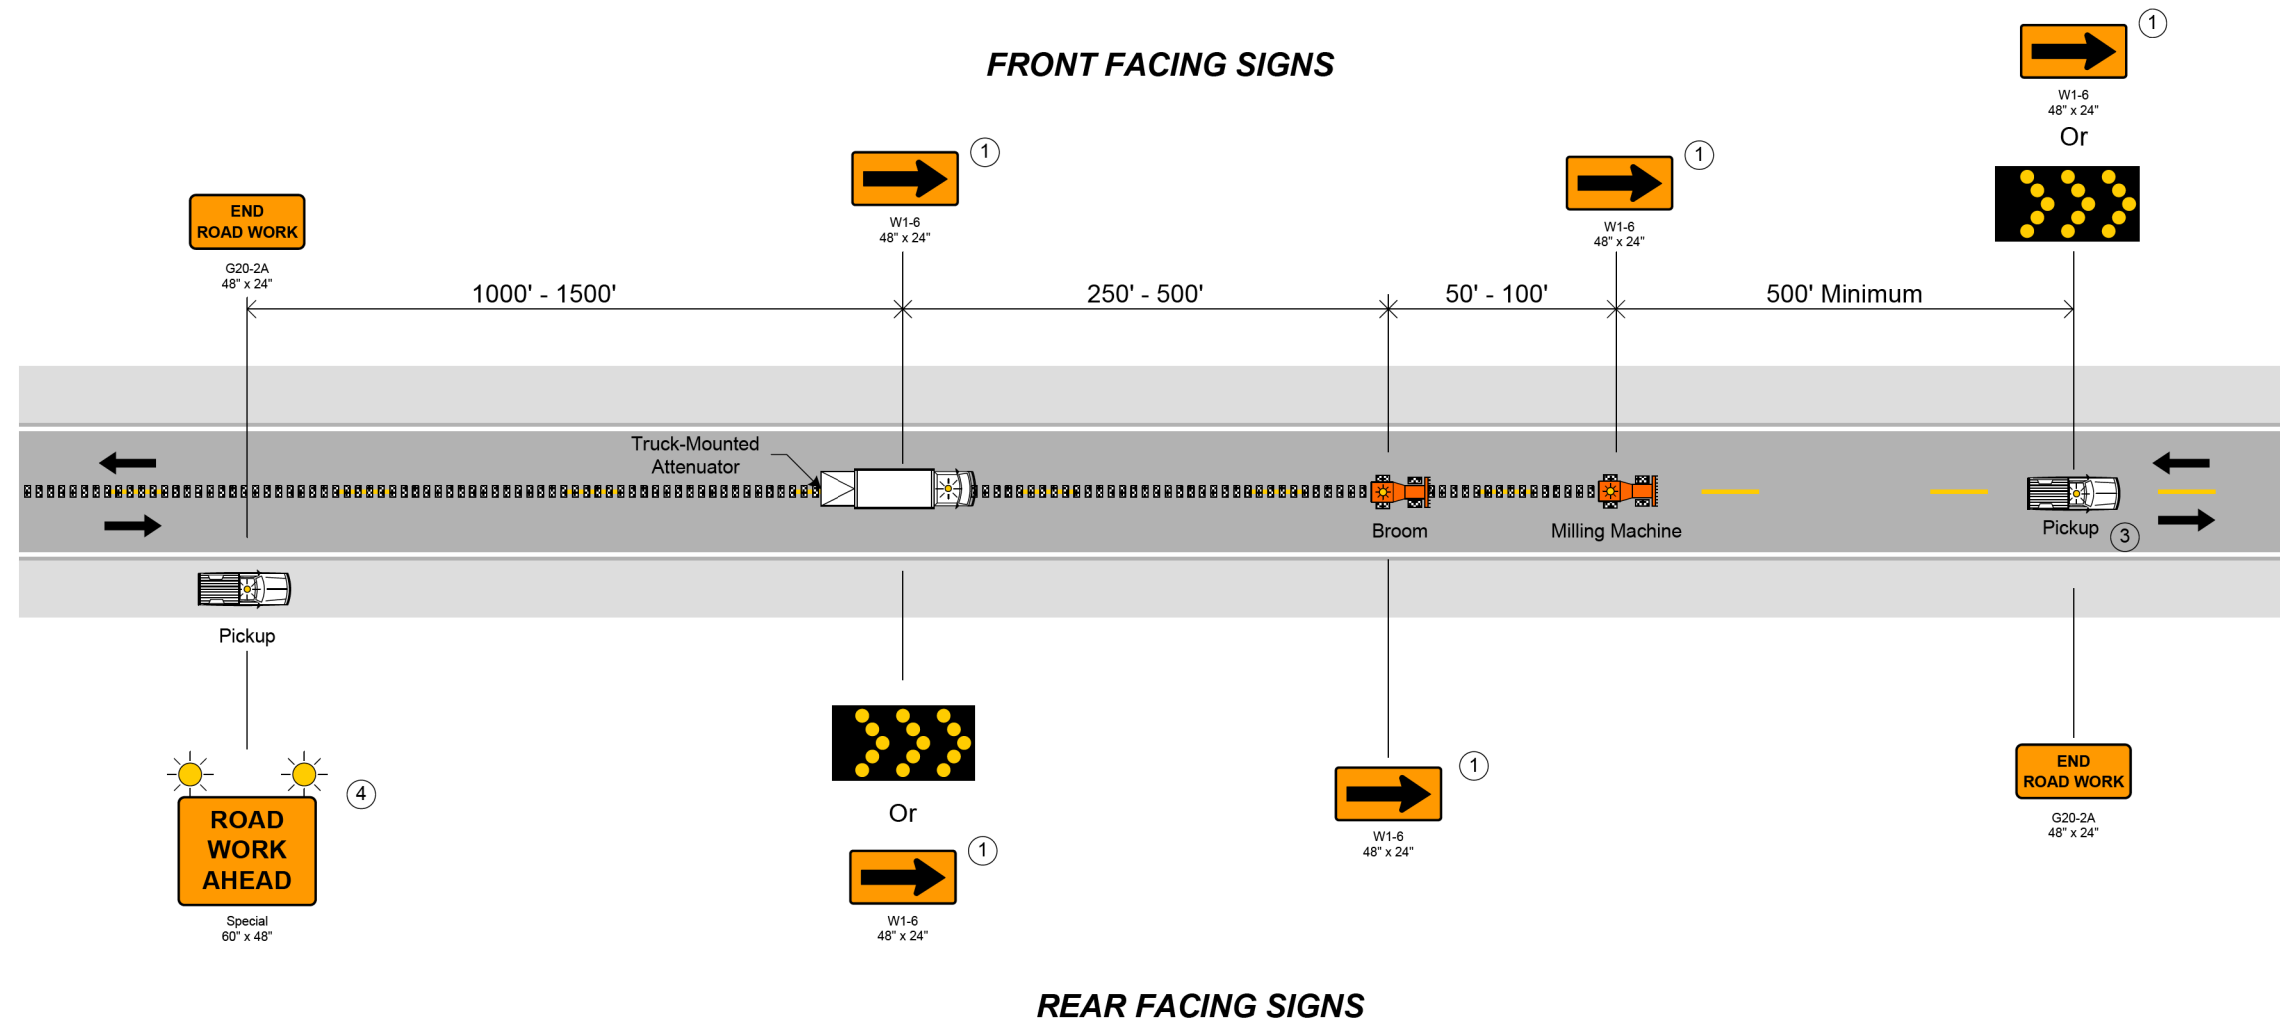 FRONT FACING SIGNS
1
W1-6
48" x 24"
Or
1
W1-6
48" x 24"
1
W1-6
48" x 24"
END
ROAD WORK
G20-2A
48" x 24"
1000' - 1500'
250' - 500'
50' - 100'
500' Minimum
Truck-Mounted
Attenuator
Broom
Milling Machine
Pickup
3
Pickup
4
ROAD
WORK
AHEAD
Special
60" x 48"
Or
1
W1-6
48" x 24"
1
W1-6
48" x 24"
END
ROAD WORK
G20-2A
48" x 24"
REAR FACING SIGNS